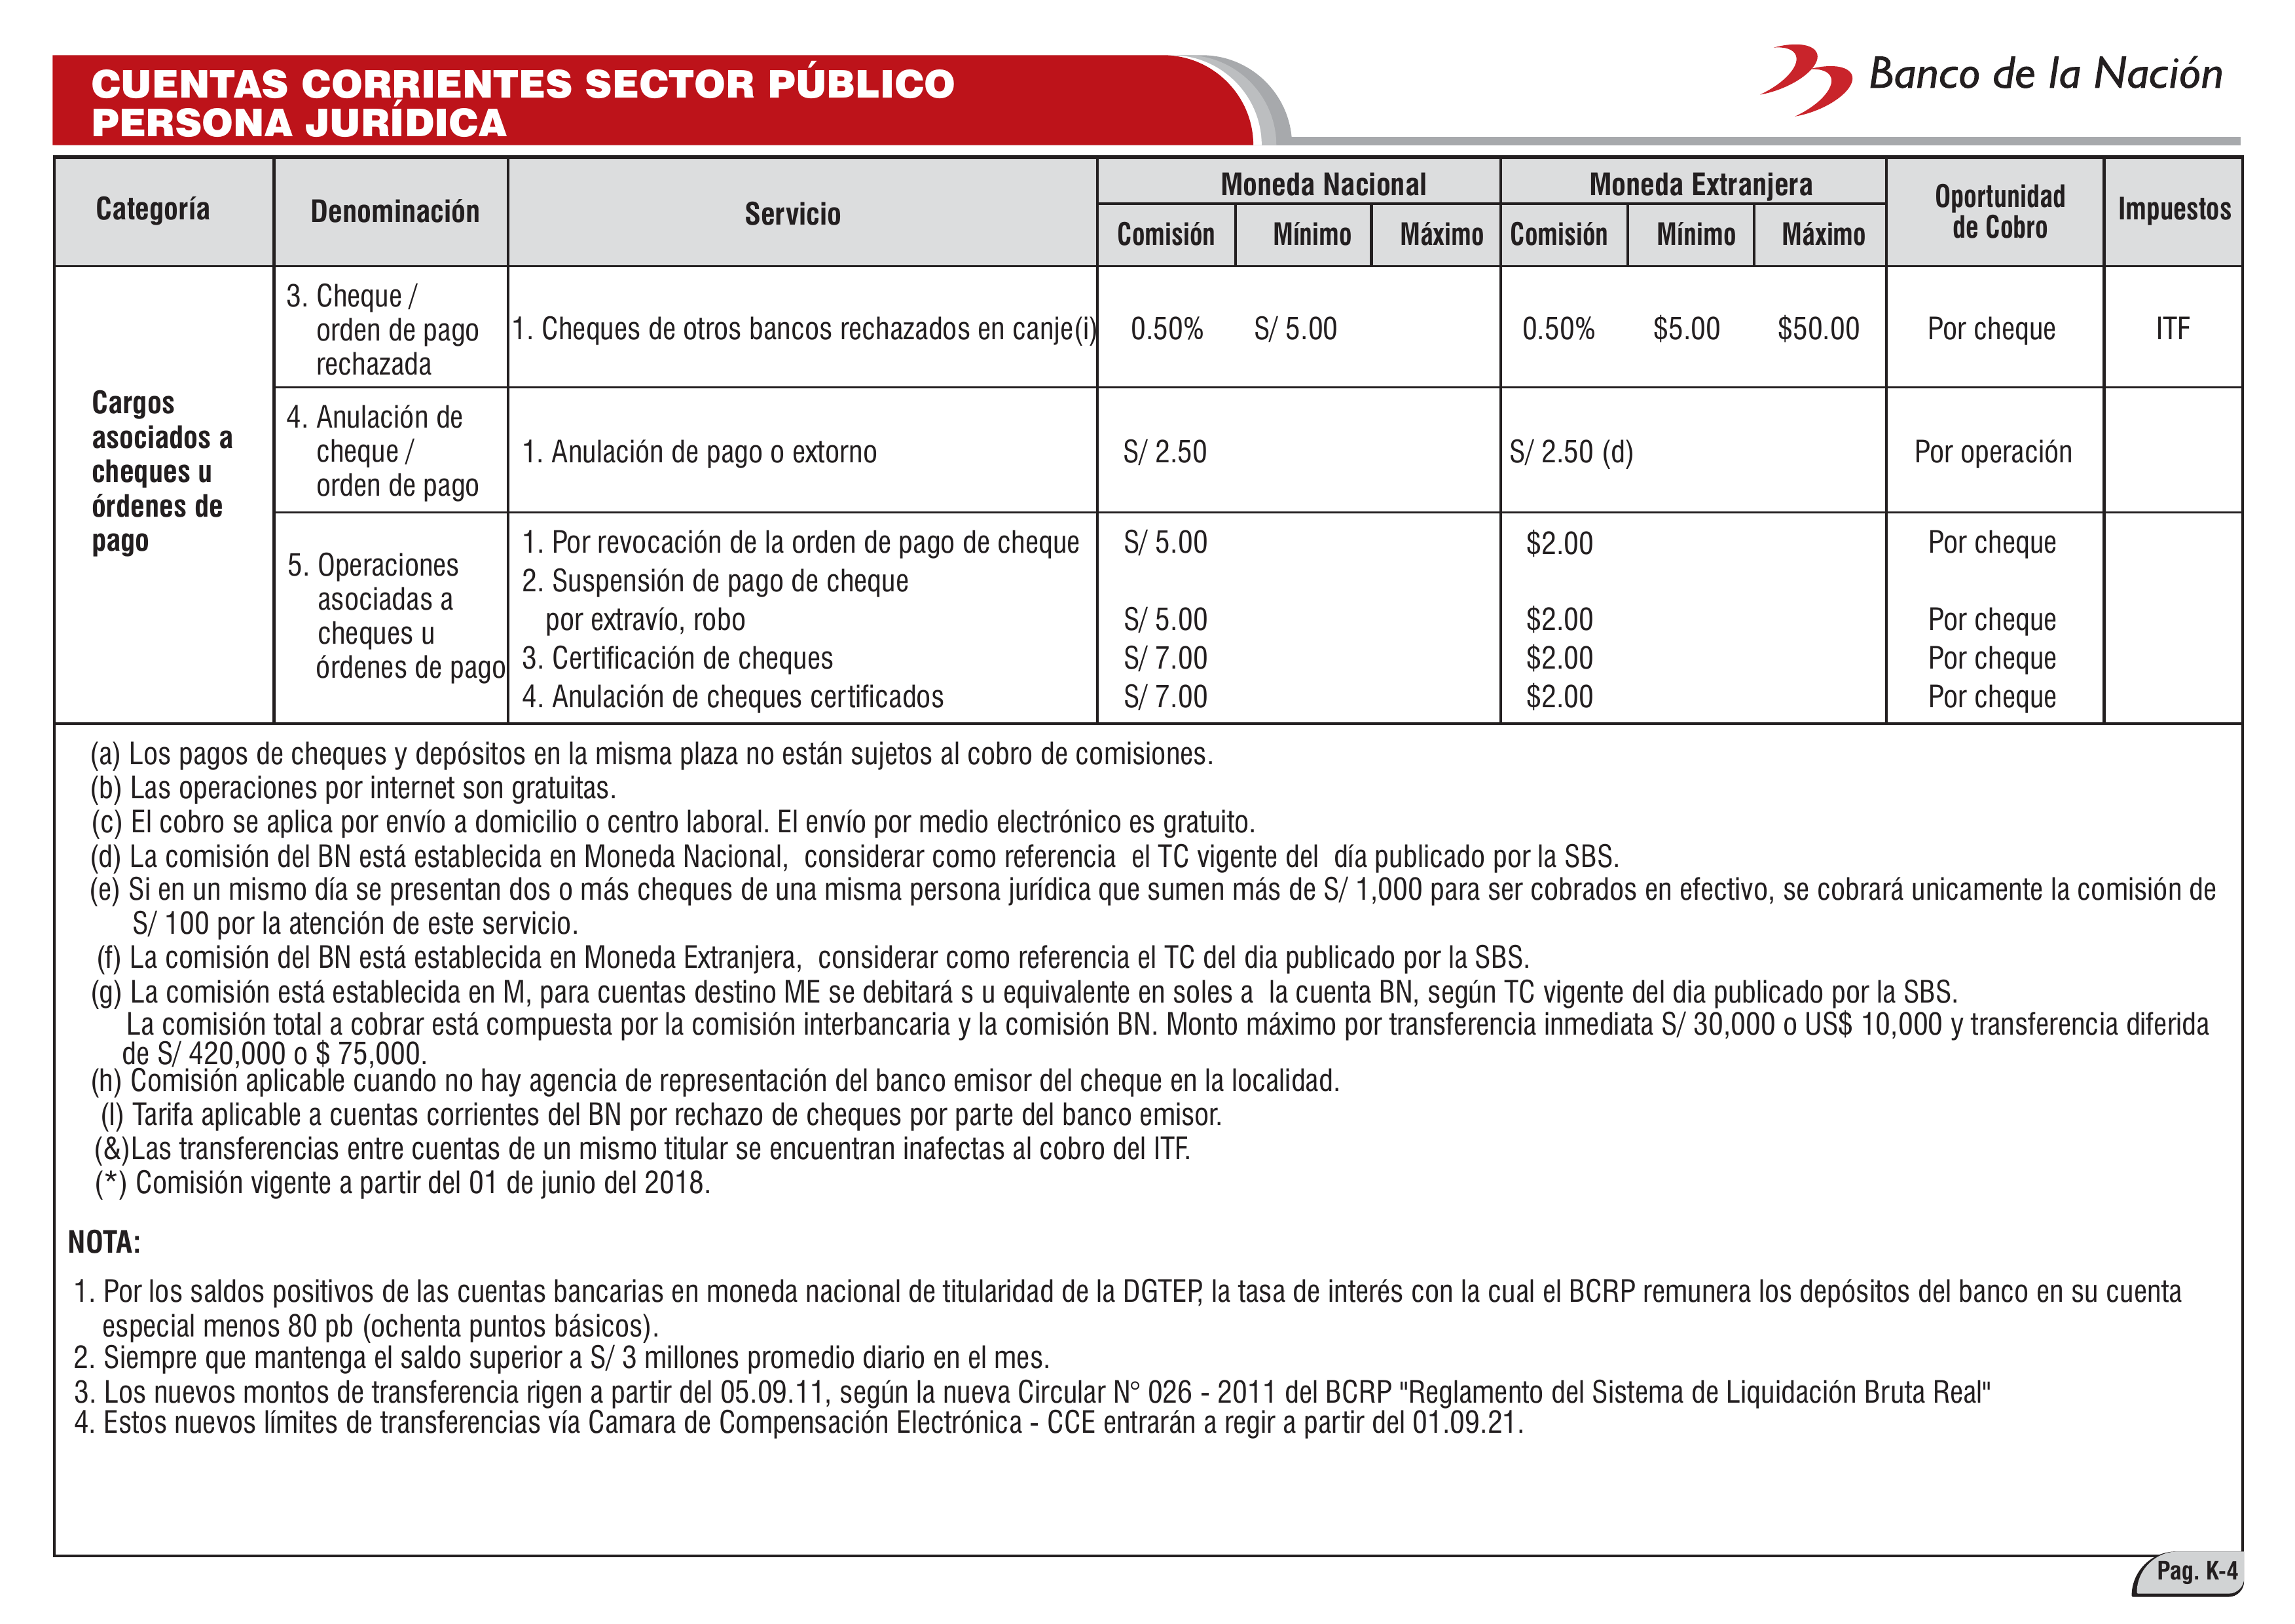 CUENTAS CORRIENTES SECTOR PÚBLICO
PERSONA JURÍDICA
Banco de la Nación
Categoría
Denominación
Servicio
Moneda Nacional
Moneda Extranjera
Oportunidad
de Cobro
Impuestos
Comisión Mínimo Máximo Comisión Mínimo Máximo
Cargos
asociados a
cheques u
órdenes de
pago
3. Cheque /
orden de pago
rechazada
1. Cheques de otros bancos rechazados en canje(i) 0.50% S/ 5.00 0.50% $5.00 $50.00 Por cheque ITF
4. Anulación de
cheque /
orden de pago
1. Anulación de pago o extorno S/ 2.50 S/ 2.50 (d) Por operación
5. Operaciones
asociadas a
cheques u
órdenes de pago
1. Por revocación de la orden de pago de cheque S/ 5.00 $2.00 Por cheque
2. Suspensión de pago de cheque
por extravío, robo S/ 5.00 $2.00 Por cheque
3. Certificación de cheques S/ 7.00 $2.00 Por cheque
4. Anulación de cheques certificados S/ 7.00 $2.00 Por cheque
(a) Los pagos de cheques y depósitos en la misma plaza no están sujetos al cobro de comisiones.
(b) Las operaciones por internet son gratuitas.
(c) El cobro se aplica por envío a domicilio o centro laboral. El envío por medio electrónico es gratuito.
(d) La comisión del BN está establecida en Moneda Nacional, considerar como referencia el TC vigente del día publicado por la SBS.
(e) Si en un mismo día se presentan dos o más cheques de una misma persona jurídica que sumen más de S/ 1,000 para ser cobrados en efectivo, se cobrará unicamente la comisión de
S/ 100 por la atención de este servicio.
(f) La comisión del BN está establecida en Moneda Extranjera, considerar como referencia el TC del dia publicado por la SBS.
(g) La comisión está establecida en M, para cuentas destino ME se debitará s u equivalente en soles a la cuenta BN, según TC vigente del dia publicado por la SBS.
La comisión total a cobrar está compuesta por la comisión interbancaria y la comisión BN. Monto máximo por transferencia inmediata S/ 30,000 o US$ 10,000 y transferencia diferida
de S/ 420,000 o $ 75,000.
(h) Comisión aplicable cuando no hay agencia de representación del banco emisor del cheque en la localidad.
(I) Tarifa aplicable a cuentas corrientes del BN por rechazo de cheques por parte del banco emisor.
(&)Las transferencias entre cuentas de un mismo titular se encuentran inafectas al cobro del ITF.
(*) Comisión vigente a partir del 01 de junio del 2018.
NOTA:
1. Por los saldos positivos de las cuentas bancarias en moneda nacional de titularidad de la DGTEP, la tasa de interés con la cual el BCRP remunera los depósitos del banco en su cuenta
especial menos 80 pb (ochenta puntos básicos).
2. Siempre que mantenga el saldo superior a S/ 3 millones promedio diario en el mes.
3. Los nuevos montos de transferencia rigen a partir del 05.09.11, según la nueva Circular N° 026 - 2011 del BCRP "Reglamento del Sistema de Liquidación Bruta Real"
4. Estos nuevos límites de transferencias vía Camara de Compensación Electrónica - CCE entrarán a regir a partir del 01.09.21.
Pag. K-4